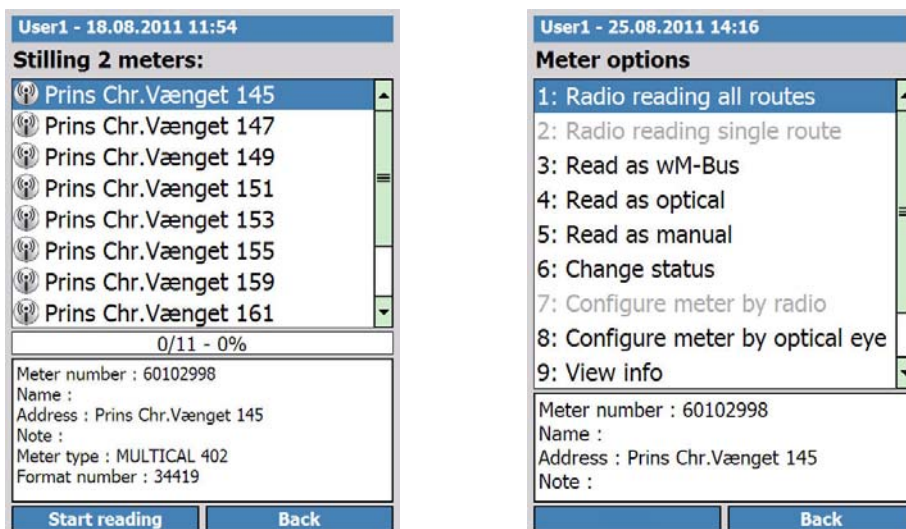 User1 - 18.08.2011 11:54
Stilling 2 meters:
Prins Chr.Vænget 145
Prins Chr.Vænget 147
Prins Chr.Vænget 149
Prins Chr.Vænget 151
Prins Chr.Vænget 153
Prins Chr.Vænget 155
Prins Chr.Vænget 159
Prins Chr.Vænget 161
0/11 - 0%
Meter number : 60102998
Name :
Address : Prins Chr.Vænget 145
Note :
Meter type : MULTICAL 402
Format number : 34419
Start reading Back
User1 - 25.08.2011 14:16
Meter options
1: Radio reading all routes
2: Radio reading single route
3: Read as wM-Bus
4: Read as optical
5: Read as manual
6: Change status
7: Configure meter by radio
8: Configure meter by optical eye
9: View info
Meter number : 60102998
Name :
Address : Prins Chr.Vænget 145
Note :
Back